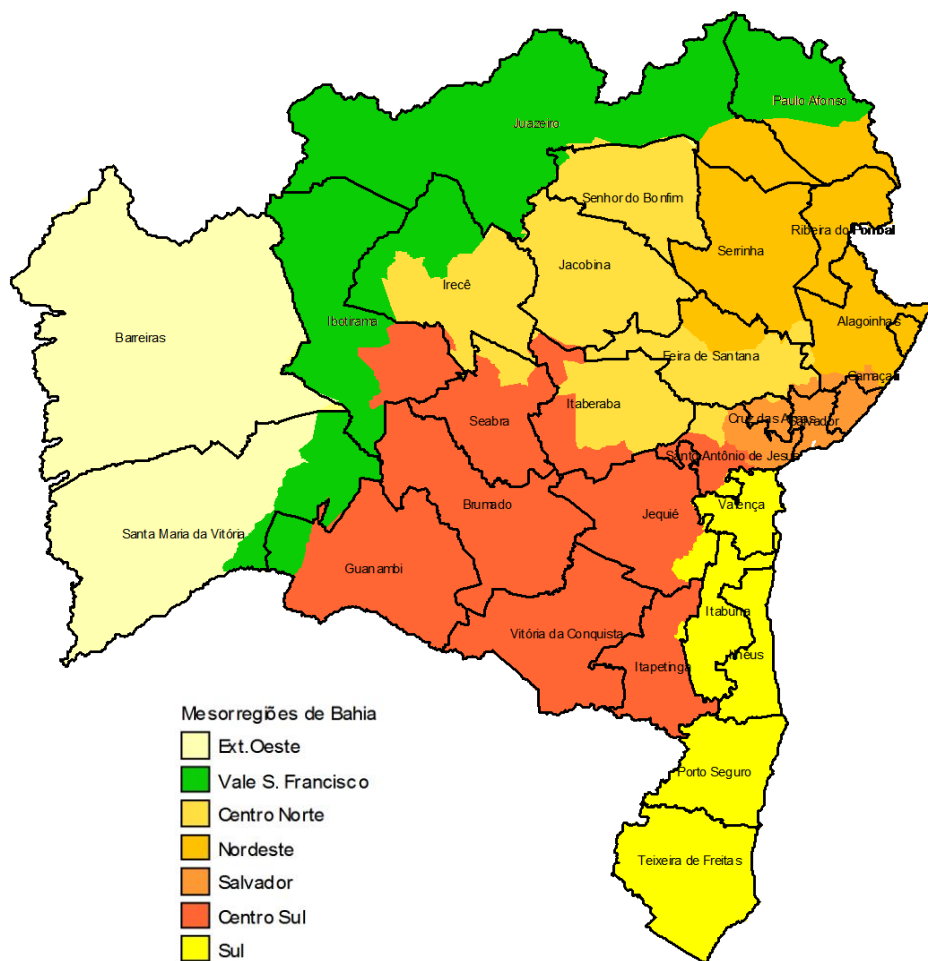 Paulo Afonso
Juazeiro
Senhor do Bonfim
Ribeira do Pombal
Serrinha
Jacobina
Irecê
Ibotirama
Alagoinhas
Barreiras
Feira de Santana
Camaçari
Itaberaba
Cruz das Almas
Salvador
Seabra
Santo Antônio de Jesus
Brumado
Valença
Jequié
Santa Maria da Vitória
Guanambi
Itabuna
Vitória da Conquista
Ilhéus
Itapetinga
Mesorregiões de Bahia
Ext.Oeste
Vale S. Francisco
Centro Norte
Nordeste
Salvador
Centro Sul
Sul
Porto Seguro
Teixeira de Freitas